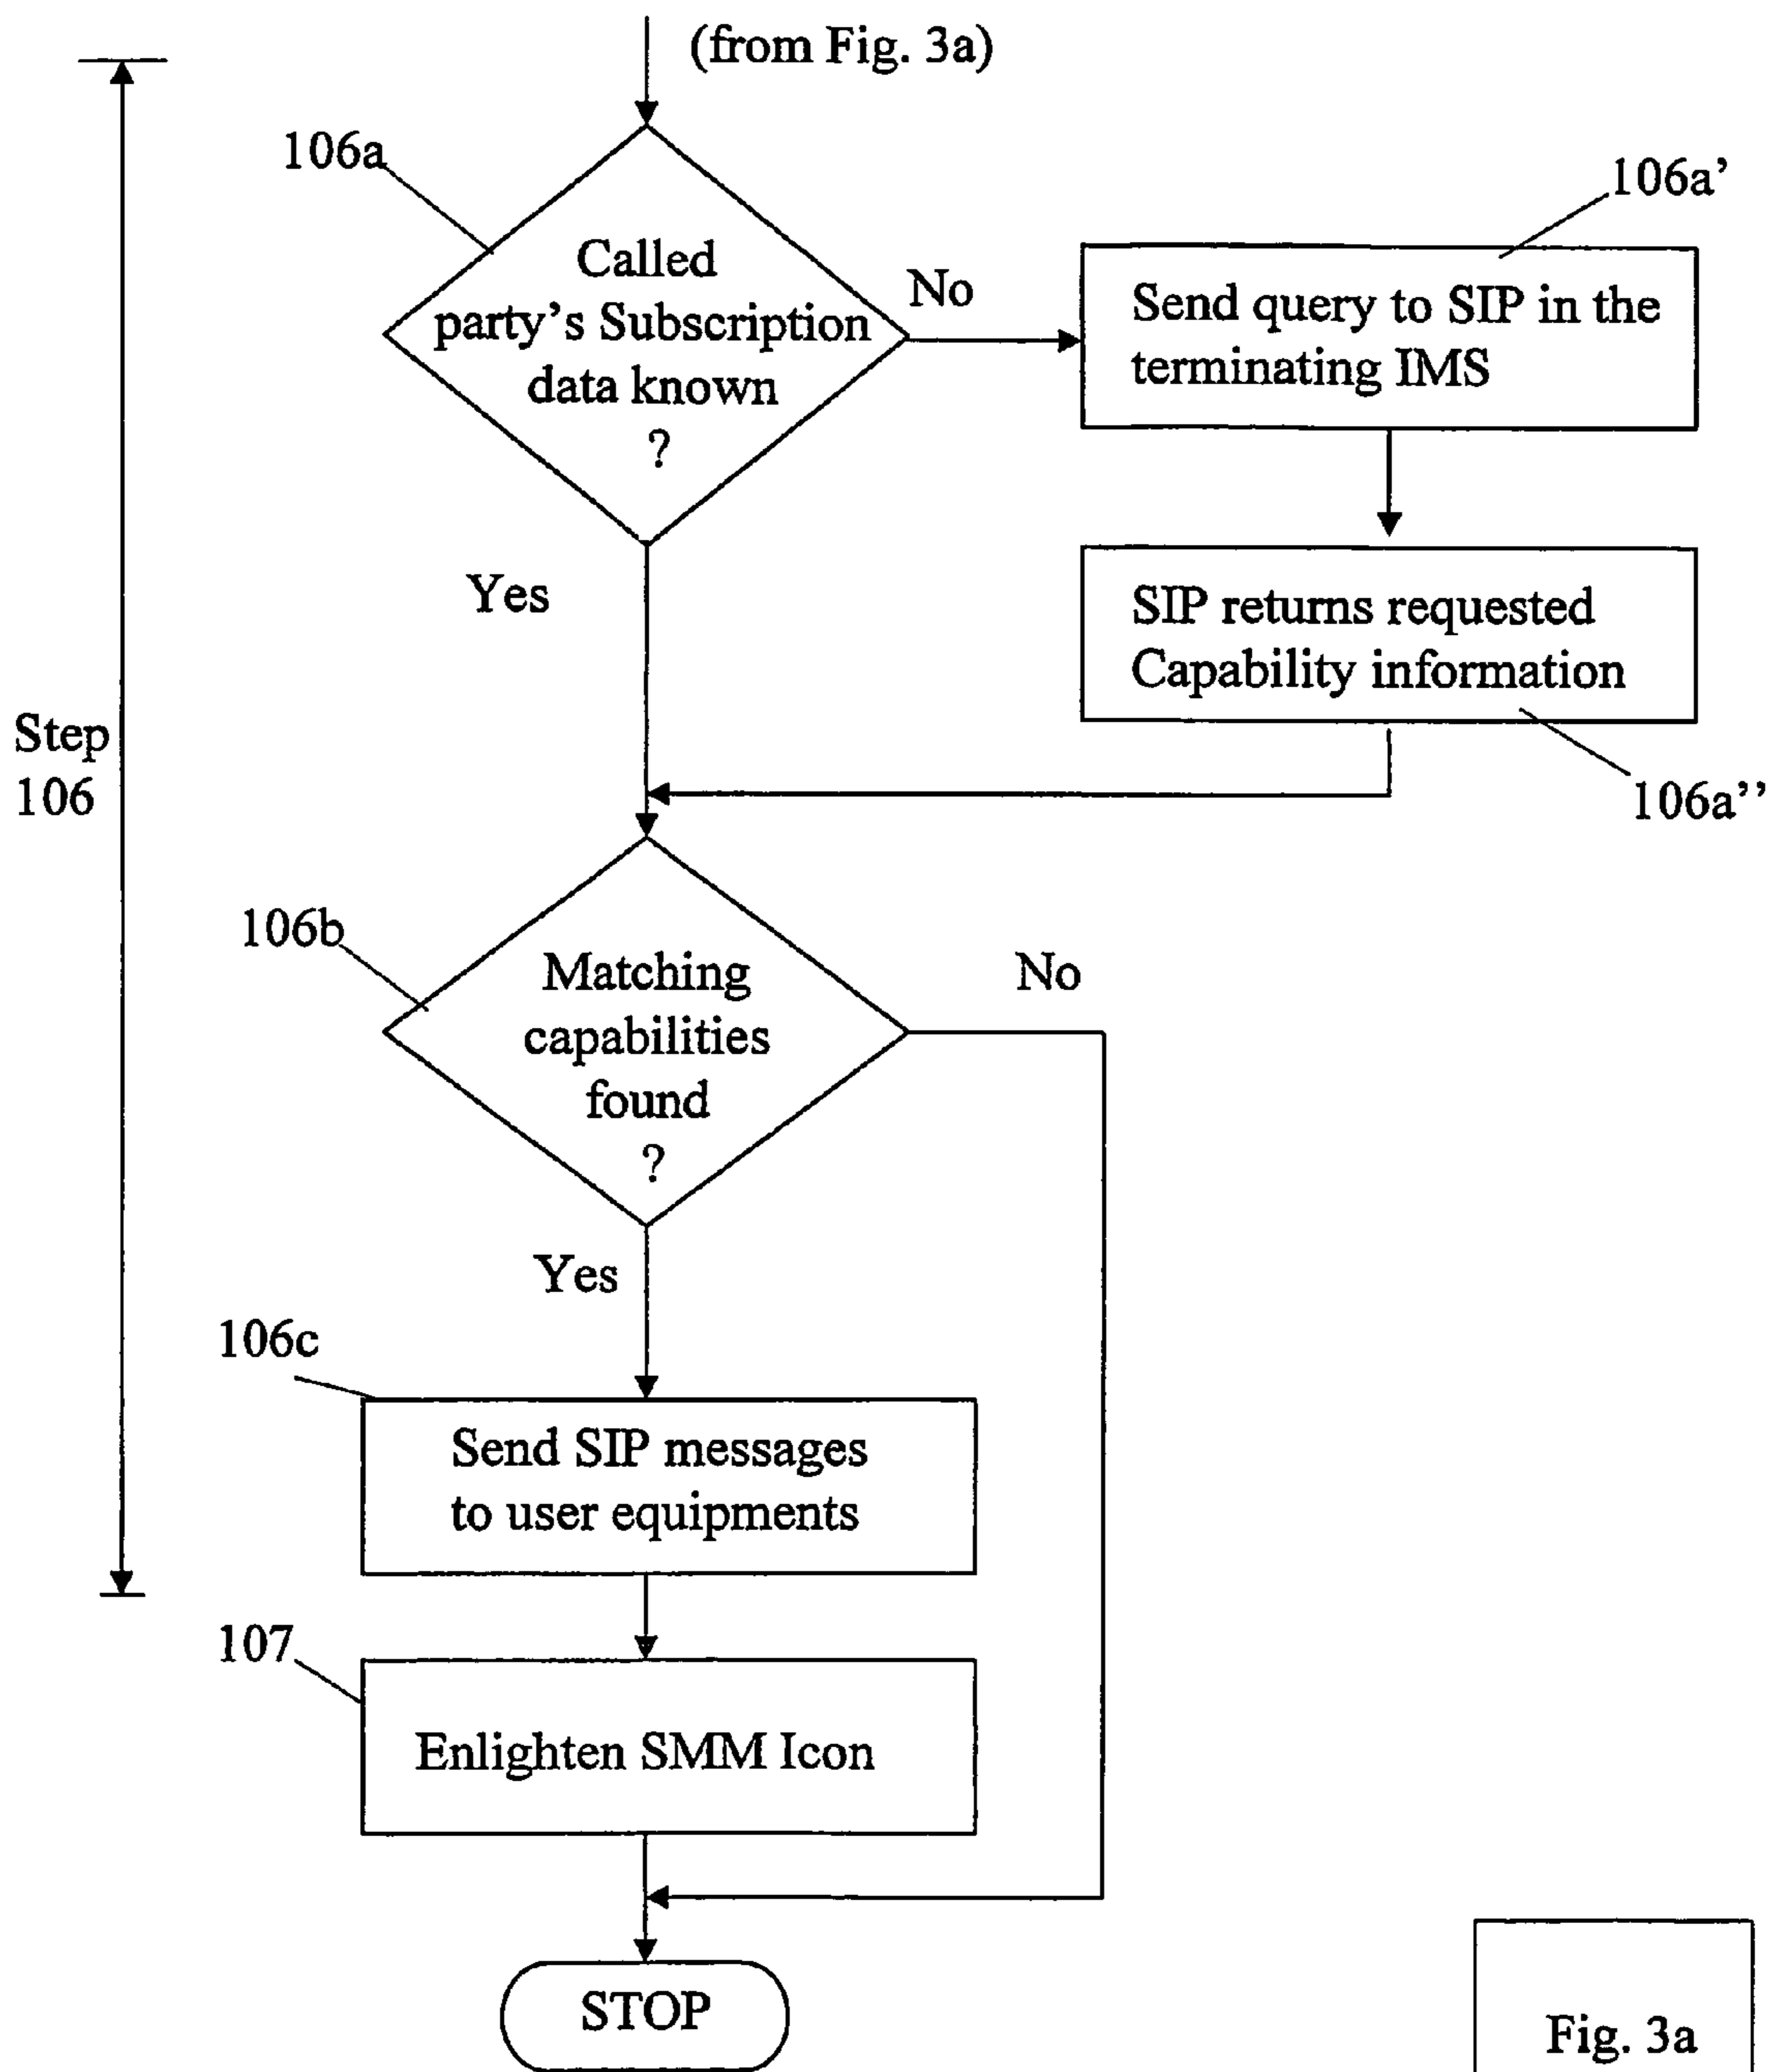 (from Fig. 3a)
106a
106a’
Called
party’s Subscription
data known
?
No
Send query to SIP in the
terminating IMS
Yes
SIP returns requested
Capability information
106a’’
Step
106
106b
Matching
capabilities
found
?
No
Yes
106c
Send SIP messages
to user equipments
107
Enlighten SMM Icon
STOP
Fig. 3a